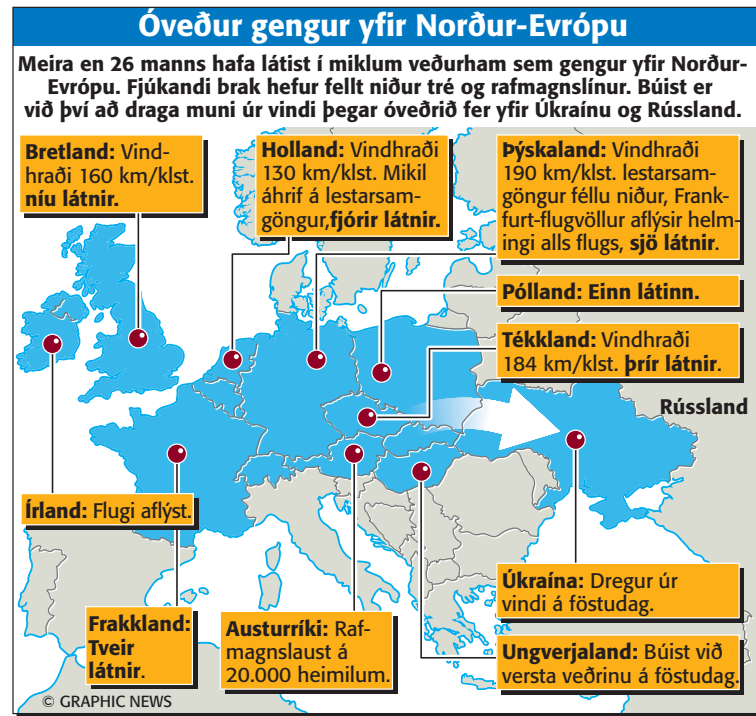 Óveður gengur yfir Norður-Evrópu
Meira en 26 manns hafa látist í miklum veðurham sem gengur yfir Norður-
Evrópu. Fjúkandi brak hefur fellt niður tré og rafmagnslínur. Búist er
við því að draga muni úr vindi þegar óveðrið fer yfir Úkraínu og Rússland.
Bretland: Vind-
hraði 160 km/klst.
níu látnir.
Holland: Vindhraði
130 km/klst. Mikil
áhrif á lestarsam-
göngur,fjórir látnir.
Þýskaland: Vindhraði
190 km/klst. lestarsam-
göngur féllu niður, Frank-
furt-flugvöllur aflýsir helm-
ingi alls flugs, sjö látnir.
Pólland: Einn látinn.
Tékkland: Vindhraði
184 km/klst. þrír látnir.
Rússland
Írland: Flugi aflýst.
Úkraína: Dregur úr
vindi á föstudag.
Frakkland:
Tveir
látnir.
Austurríki: Raf-
magnslaust á
20.000 heimilum.
Ungverjaland: Búist við
versta veðrinu á föstudag.
© GRAPHIC NEWS